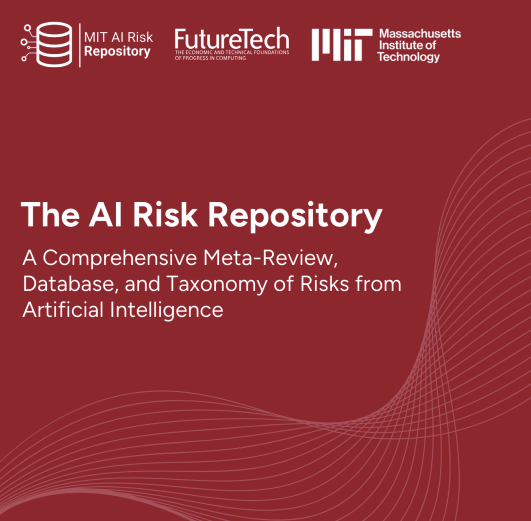 MIT AI Risk
Repository
FutureTech
THE ECONOMIC AND TECHNICAL FOUNDATIONS
OF PROGRESS IN COMPUTING
Massachusetts
Institute of
Technology
The AI Risk Repository
A Comprehensive Meta-Review,
Database, and Taxonomy of Risks from
Artificial Intelligence